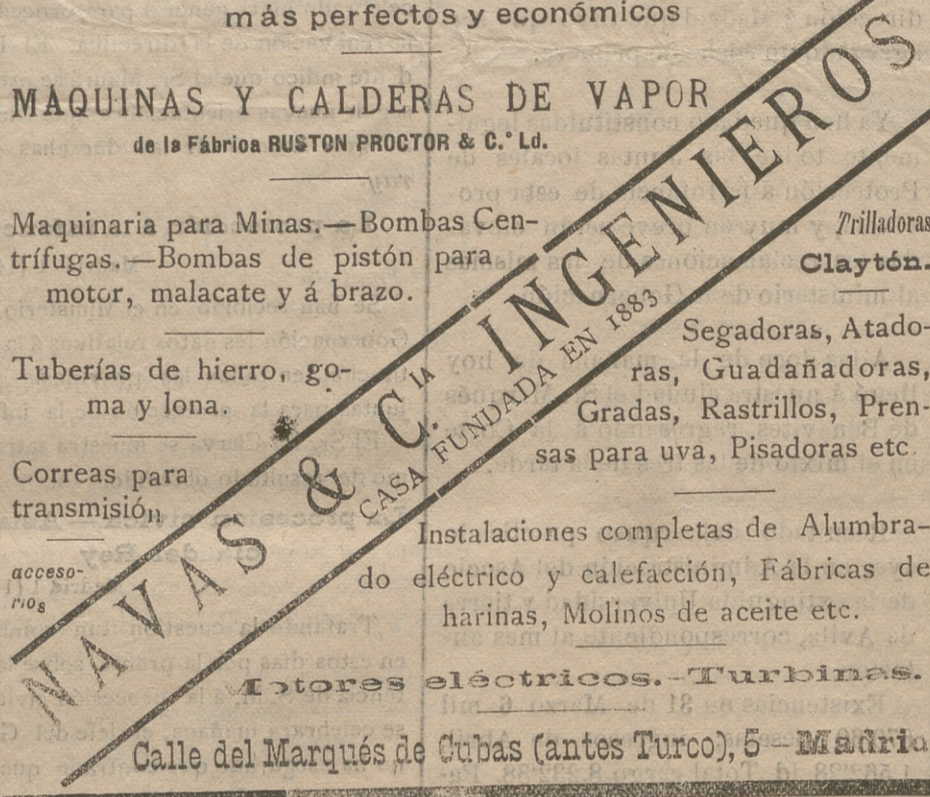 más perfectos y económicos
MÁQUINAS Y CALDERAS DE VAPOR
de la Fábrica RUSTON PROCTOR & C.ª Ld.
Maquinaria para Minas.—Bombas Cen-
trífugas.—Bombas de pistón para
motor, malacate y á brazo.
Tuberías de hierro, go-
ma y lona.
Correas para
transmisión
acceso-
rios
NAVAS & C.ía INGENIEROS
CASA FUNDADA EN 1883
Trilladoras
Claytón.
Segadoras, Atado-
ras, Guadañadoras,
Gradas, Rastrillos, Pren-
sas para uva, Pisadoras etc
Instalaciones completas de Alumbra-
do eléctrico y calefacción, Fábricas de
harinas, Molinos de aceite etc.
Motores eléctricos.—Turbinas.
Calle del Marqués de Cubas (antes Turco), 5—Madrid